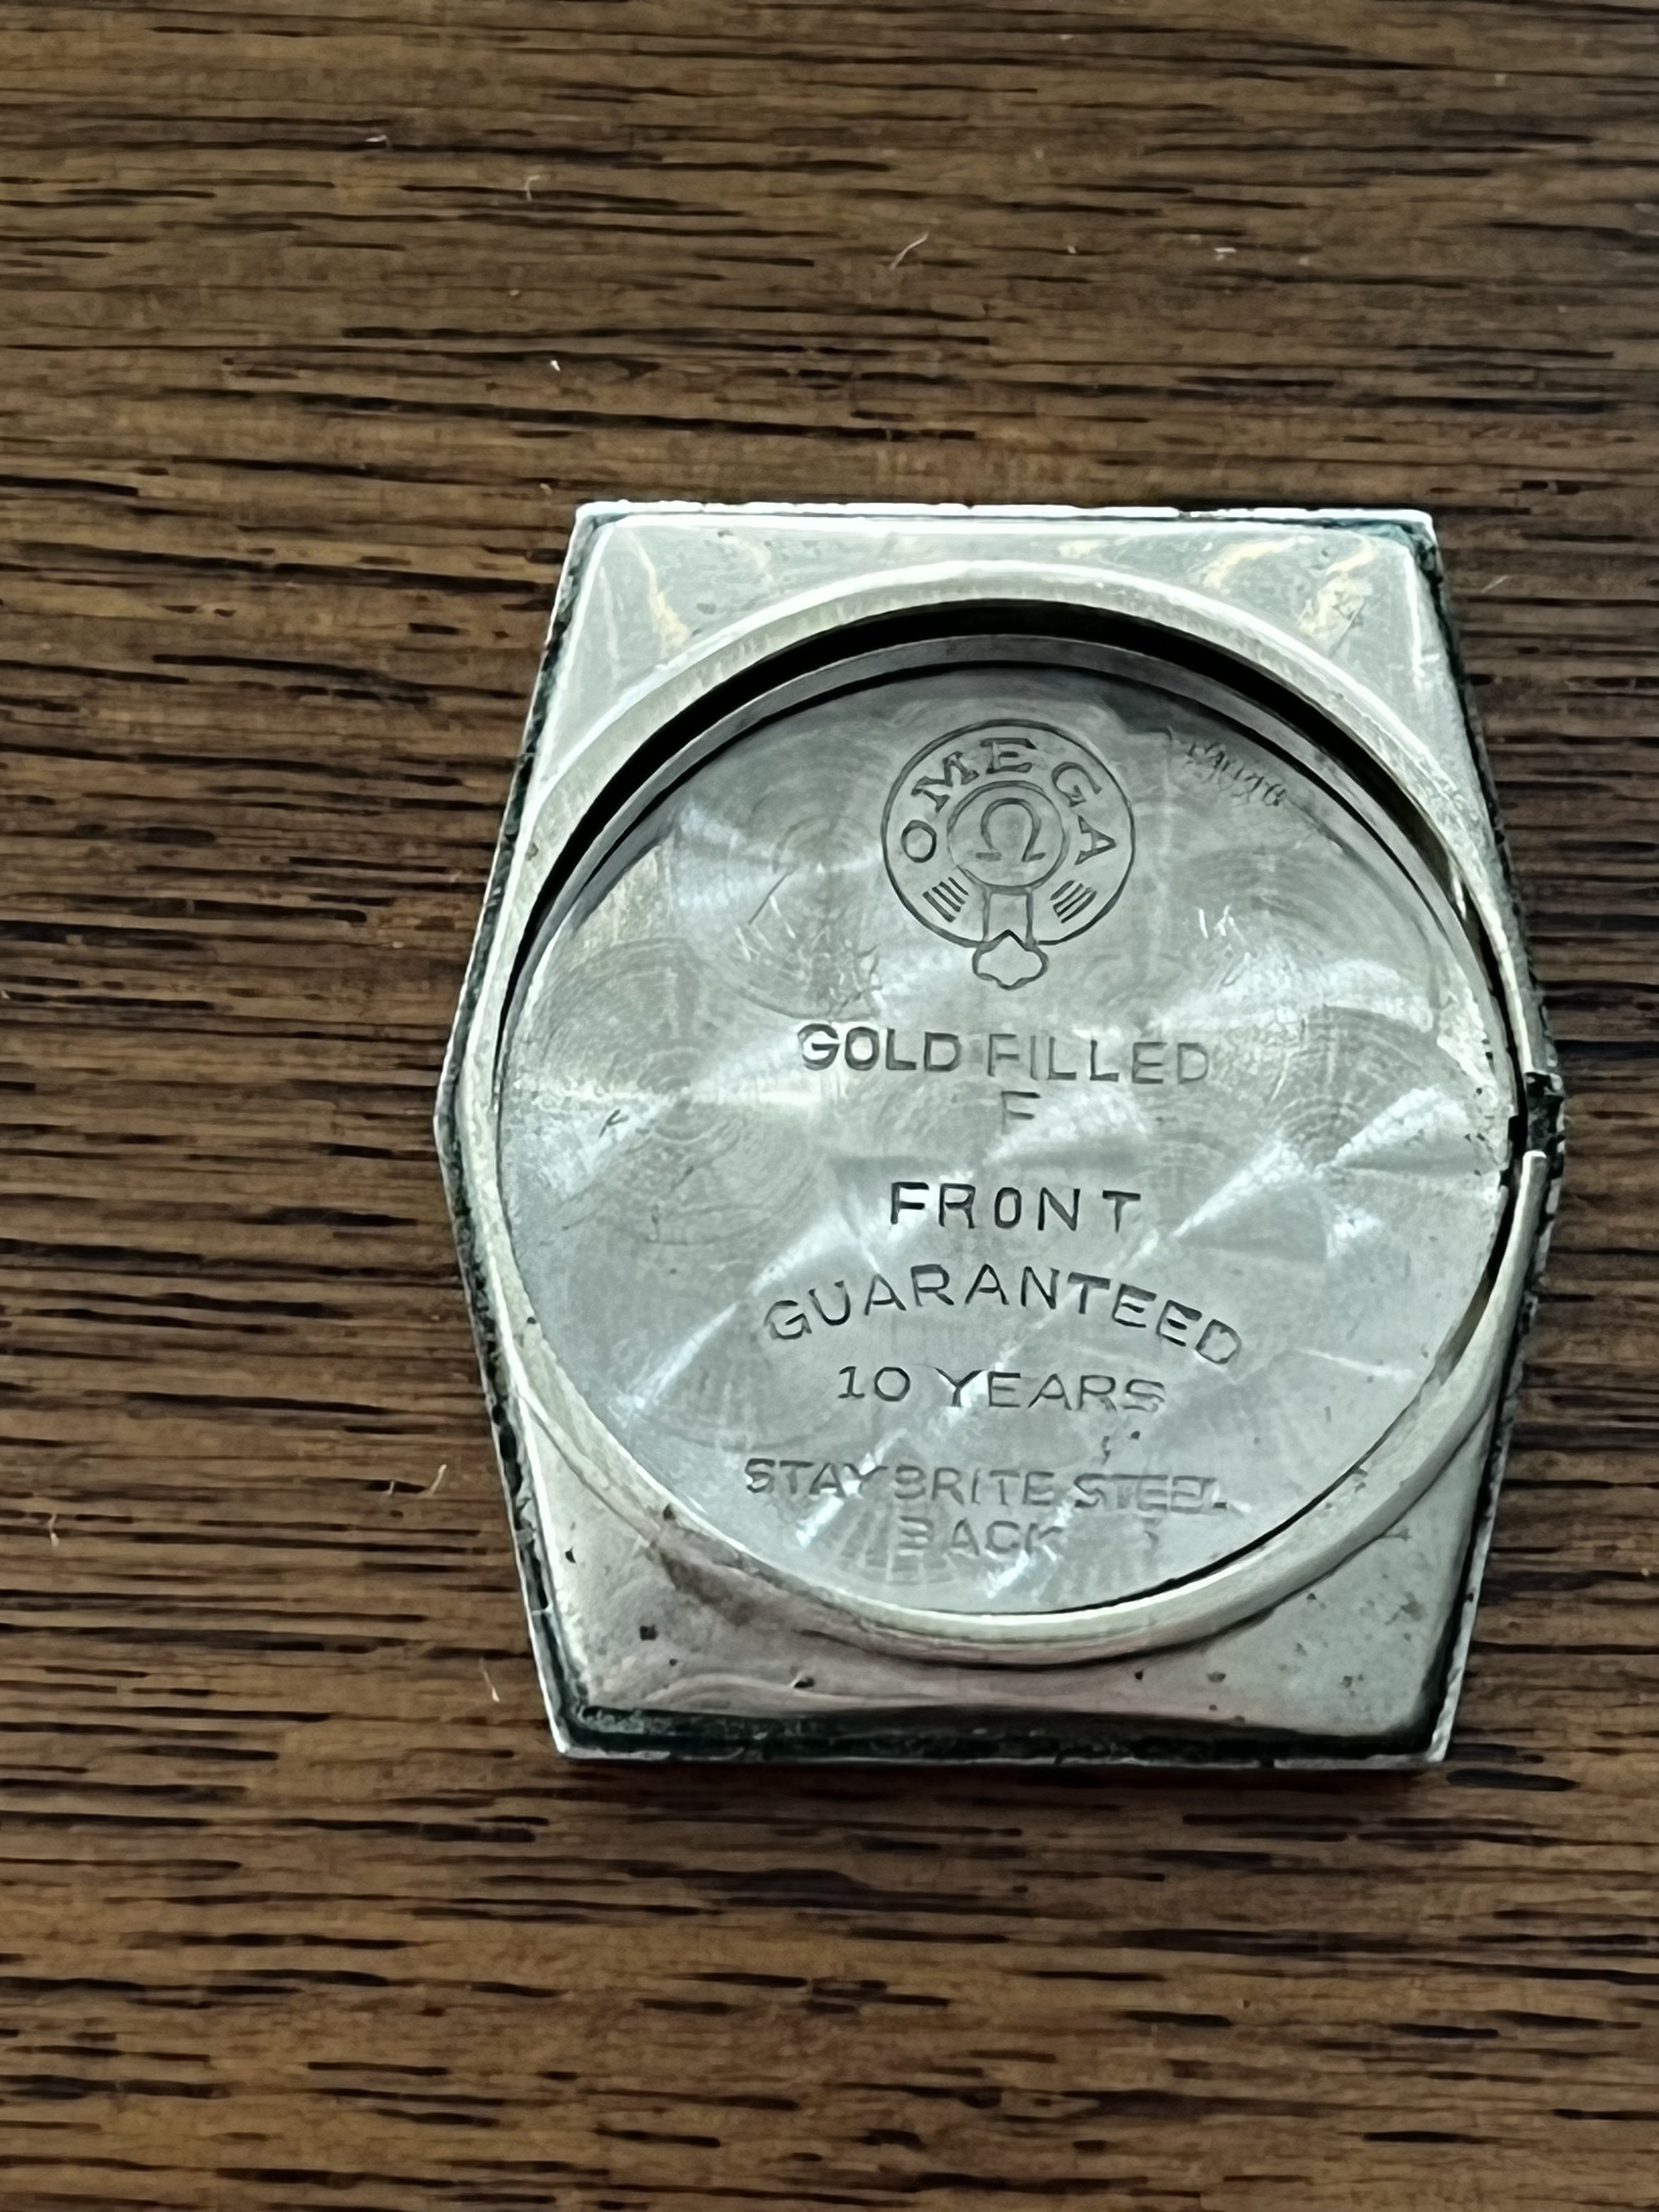 OMEGA
Ω
GOLD FILLED
F
FRONT
GUARANTEED
10 YEARS
STAYBRITE STEEL
BACK